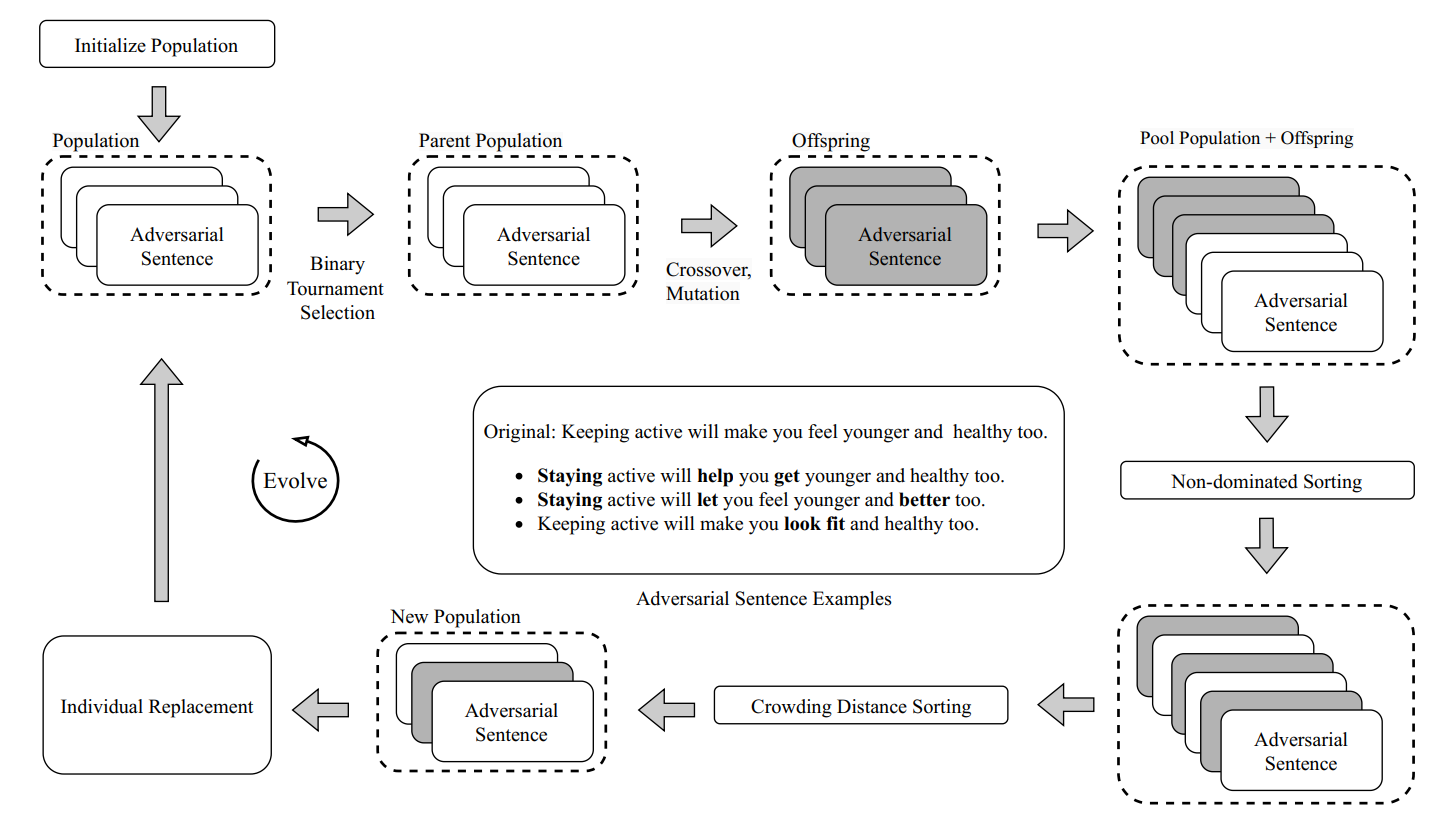 Initialize Population
Population
Parent Population
Offspring
Pool Population + Offspring
Adversarial
Sentence
Binary
Tournament
Selection
Adversarial
Sentence
Crossover,
Mutation
Adversarial
Sentence
Adversarial
Sentence
Evolve
Original: Keeping active will make you feel younger and healthy too.
• Staying active will help you get younger and healthy too.
• Staying active will let you feel younger and better too.
• Keeping active will make you look fit and healthy too.
Adversarial Sentence Examples
Non-dominated Sorting
Adversarial
Sentence
Crowding Distance Sorting
New Population
Adversarial
Sentence
Individual Replacement